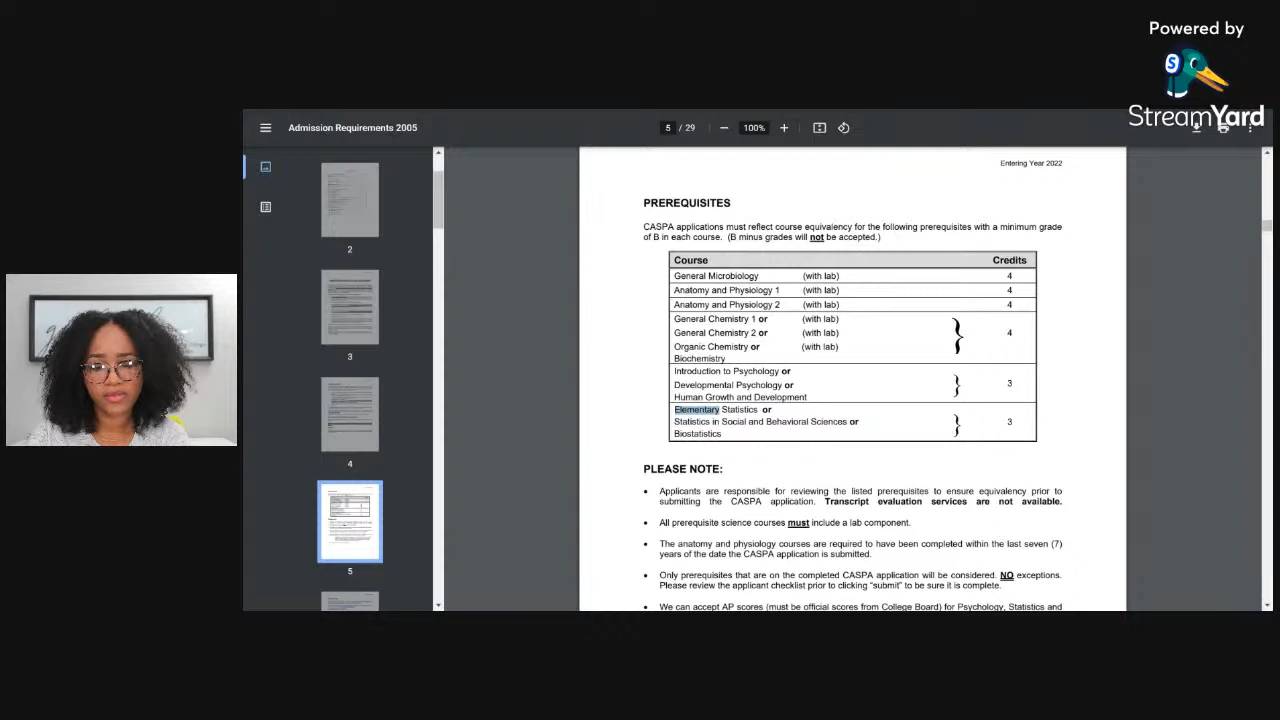 Powered by
StreamYard
Admission Requirements 2005
5 / 29
100%
2
3
4
5
Entering Year 2022
PREREQUISITES
CASPA applications must reflect course equivalency for the following prerequisites with a minimum grade
of B in each course. (B minus grades will not be accepted.)
Course Credits
General Microbiology (with lab) 4
Anatomy and Physiology 1 (with lab) 4
Anatomy and Physiology 2 (with lab) 4
General Chemistry 1 or (with lab)
General Chemistry 2 or (with lab) 4
Organic Chemistry or (with lab)
Biochemistry
Introduction to Psychology or
Developmental Psychology or 3
Human Growth and Development
Elementary Statistics or
Statistics in Social and Behavioral Sciences or 3
Biostatistics
PLEASE NOTE:
• Applicants are responsible for reviewing the listed prerequisites to ensure equivalency prior to
submitting the CASPA application. Transcript evaluation services are not available.
• All prerequisite science courses must include a lab component.
• The anatomy and physiology courses are required to have been completed within the last seven (7)
years of the date the CASPA application is submitted.
• Only prerequisites that are on the completed CASPA application will be considered. NO exceptions.
Please review the applicant checklist prior to clicking "submit" to be sure it is complete.
• We can accept AP scores (must be official scores from College Board) for Psychology, Statistics and